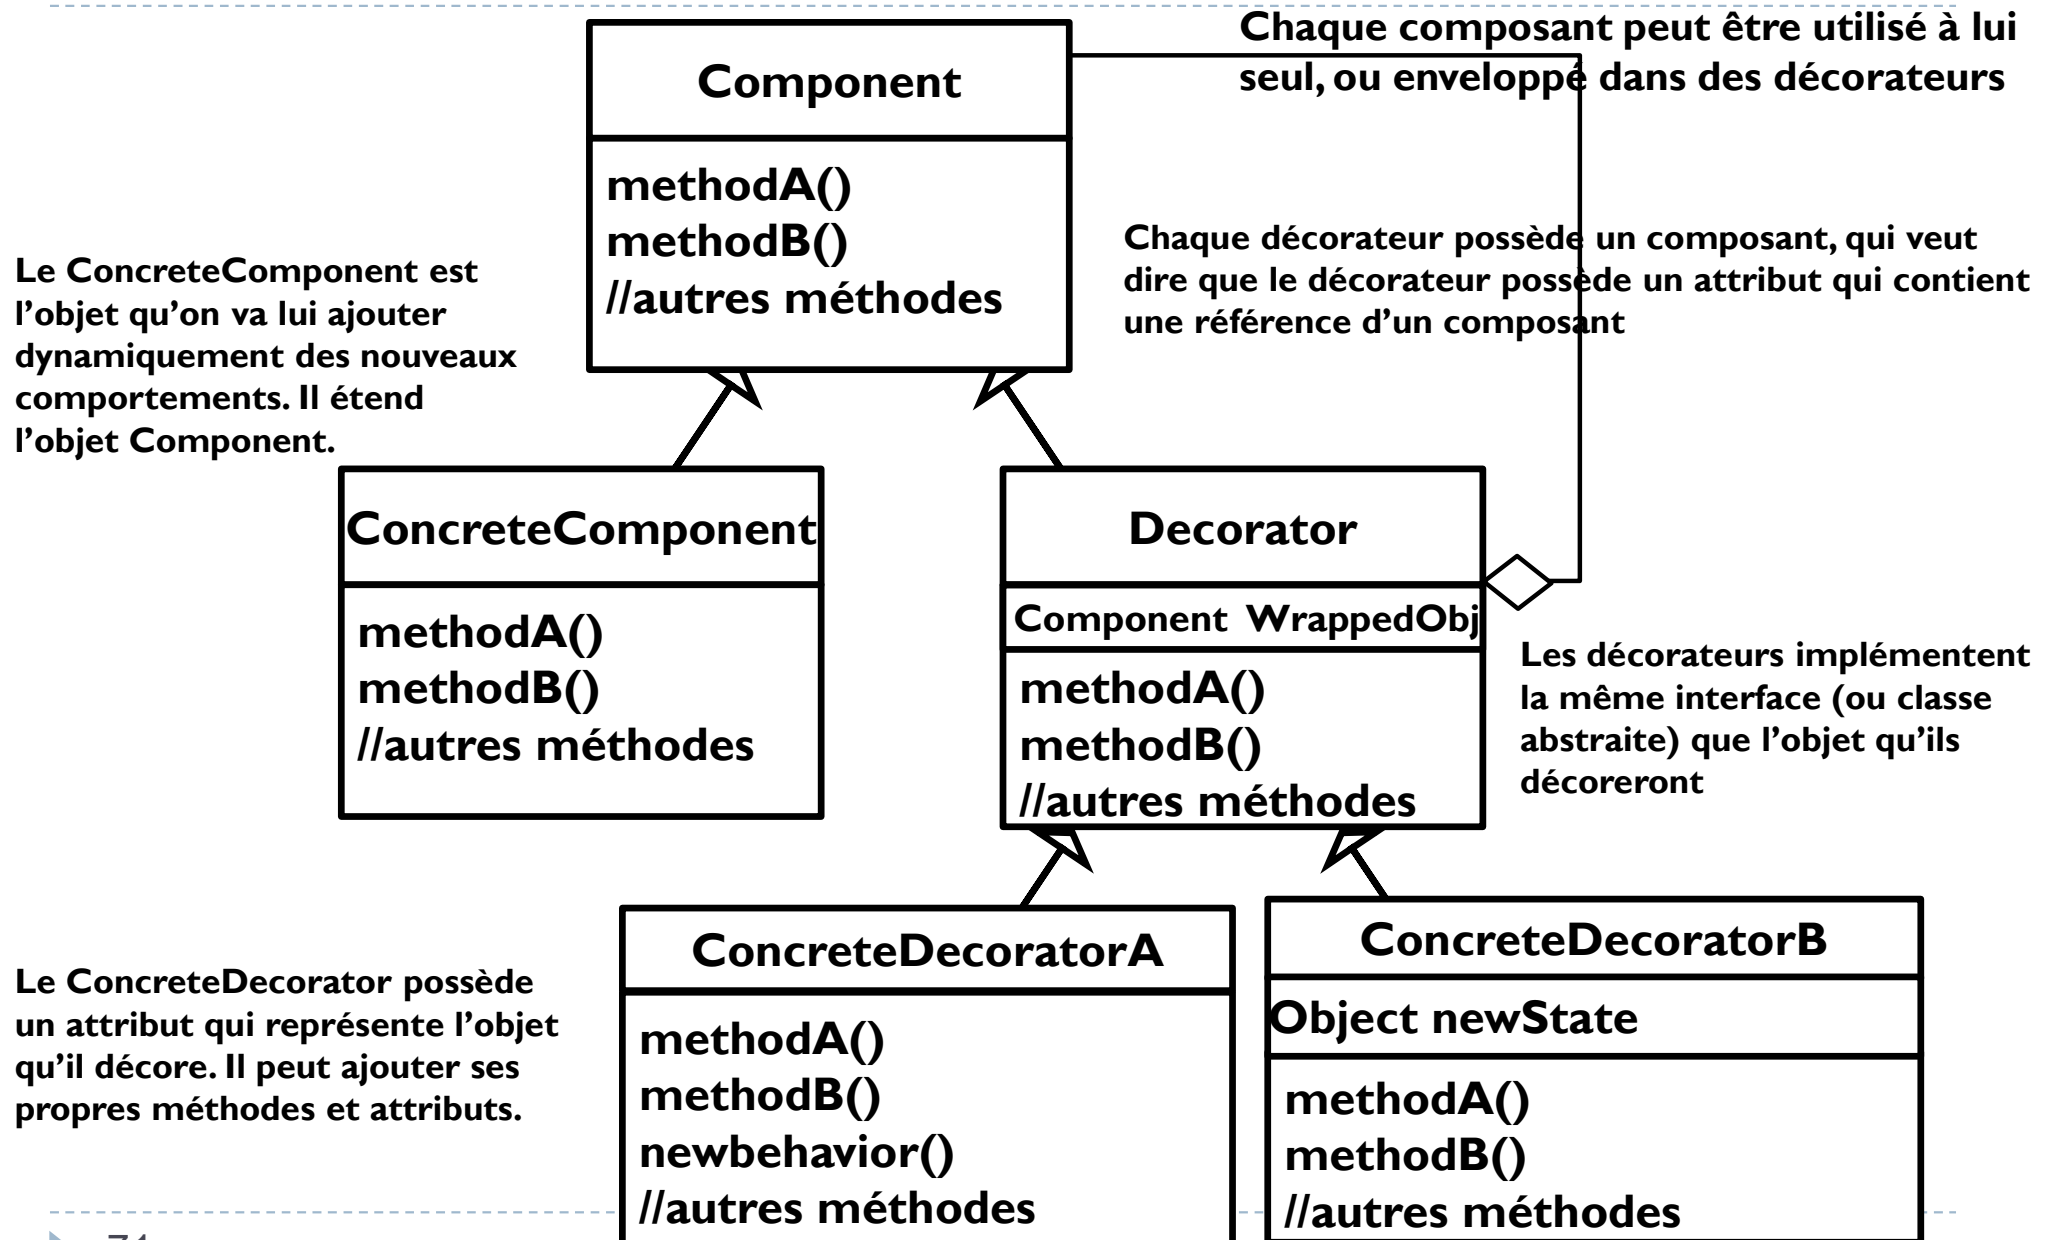 Chaque composant peut être utilisé à lui
seul, ou enveloppé dans des décorateurs
Component
methodA()
methodB()
//autres méthodes
Chaque décorateur possède un composant, qui veut
dire que le décorateur possède un attribut qui contient
une référence d’un composant
Le ConcreteComponent est
l’objet qu’on va lui ajouter
dynamiquement des nouveaux
comportements. Il étend
l’objet Component.
ConcreteComponent
methodA()
methodB()
//autres méthodes
Decorator
Component WrappedObj
methodA()
methodB()
//autres méthodes
Les décorateurs implémentent
la même interface (ou classe
abstraite) que l’objet qu’ils
décoreront
Le ConcreteDecorator possède
un attribut qui représente l’objet
qu’il décore. Il peut ajouter ses
propres méthodes et attributs.
ConcreteDecoratorA
methodA()
methodB()
newbehavior()
//autres méthodes
ConcreteDecoratorB
Object newState
methodA()
methodB()
//autres méthodes